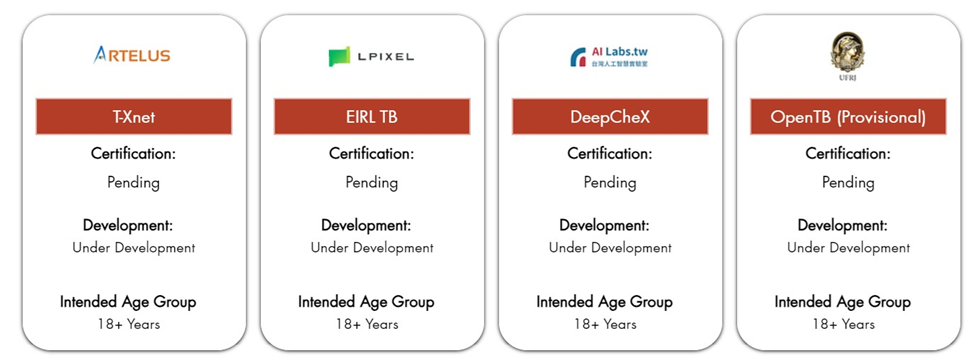 ARTELUS
T-Xnet
Certification:
Pending
Development:
Under Development
Intended Age Group
18+ Years
LPIXEL
EIRL TB
Certification:
Pending
Development:
Under Development
Intended Age Group
18+ Years
AI Labs.tw
台灣人工智慧實驗室
DeepCheX
Certification:
Pending
Development:
Under Development
Intended Age Group
18+ Years
UFRJ
OpenTB (Provisional)
Certification:
Pending
Development:
Under Development
Intended Age Group
18+ Years